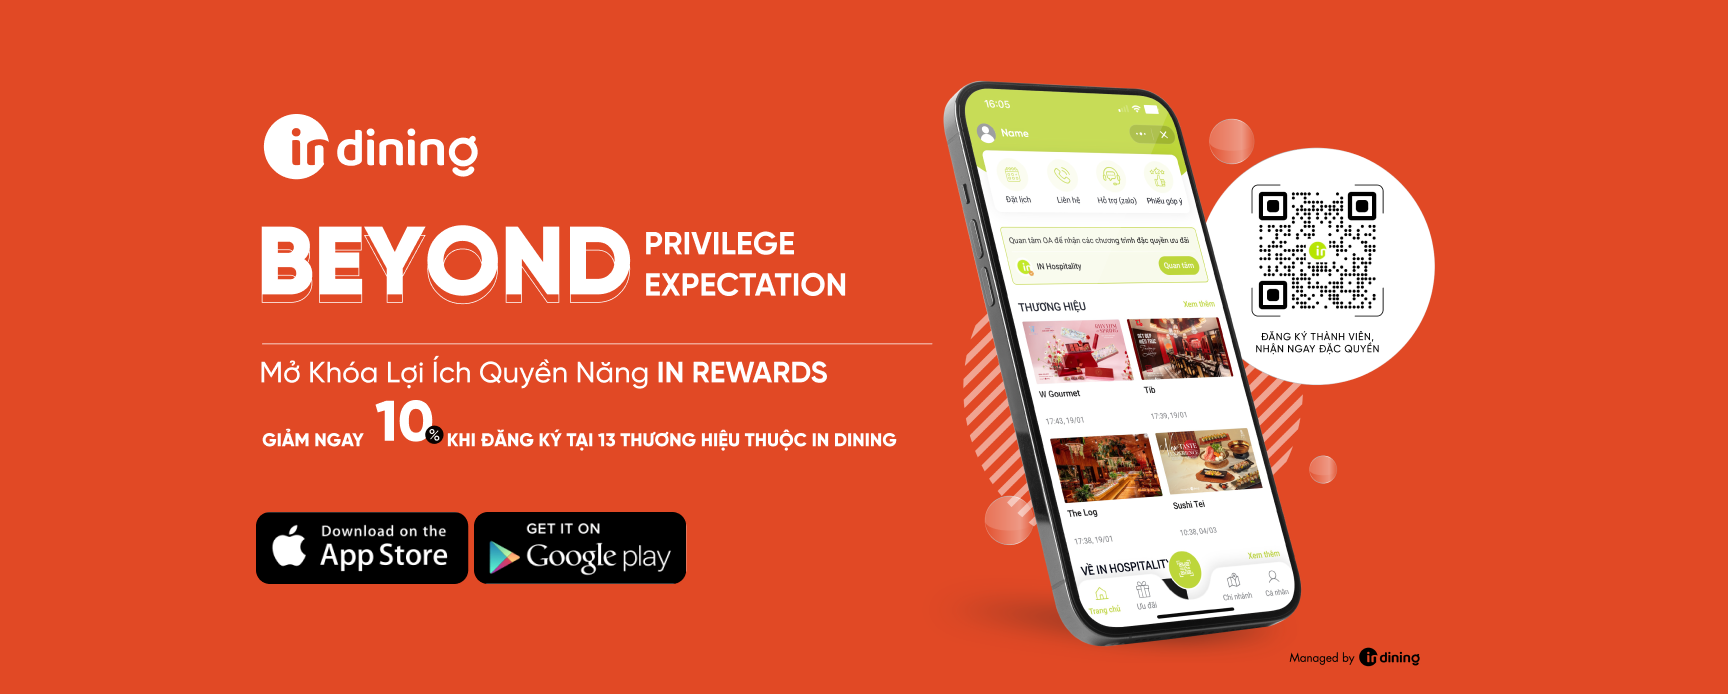 in dining
BEYOND
PRIVILEGE
EXPECTATION
Mở Khóa Lợi Ích Quyền Năng IN REWARDS
GIẢM NGAY 10% KHI ĐĂNG KÝ TẠI 13 THƯƠNG HIỆU THUỘC IN DINING
Download on the
App Store
GET IT ON
Google play
16:05
Name
Đặt lịch
Liên hệ
Hỗ trợ (zalo)
Phiếu góp ý
Quan tâm OA để nhận các chương trình đặc quyền ưu đãi
in
IN Hospitality
Quan tâm
THƯƠNG HIỆU
Xem thêm
W Gourmet
Tib
17:43, 19/01
17:39, 19/01
The Log
Sushi Tei
17:38, 19/01
10:38, 04/03
VỀ IN HOSPITALITY
Xem thêm
Trang chủ
Ưu đãi
Chi nhánh
Cá nhân
in
ĐĂNG KÝ THÀNH VIÊN,
NHẬN NGAY ĐẶC QUYỀN
Managed by in dining